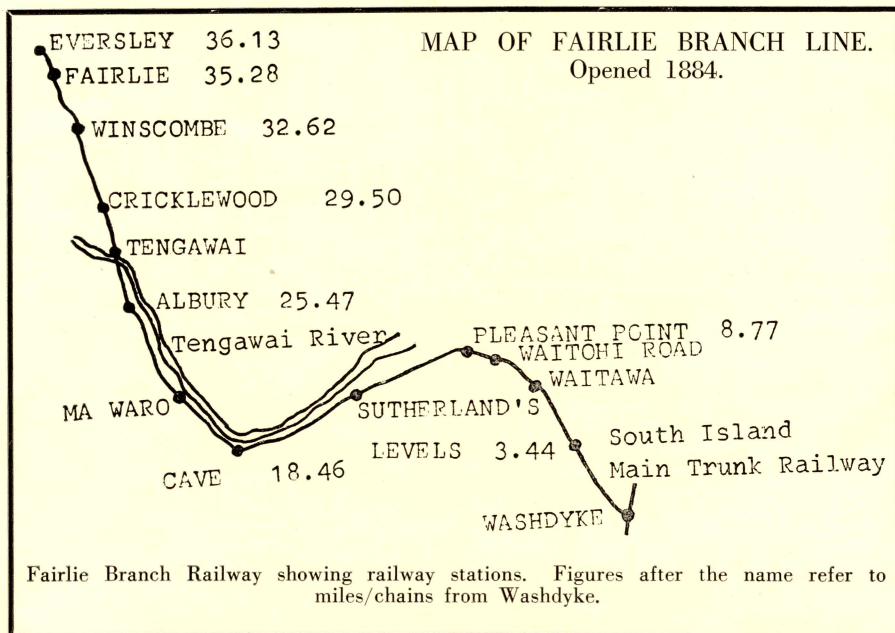 MAP OF FAIRLIE BRANCH LINE.
Opened 1884.
EVERSLEY 36.13
FAIRLIE 35.28
WINSCOMBE 32.62
CRICKLEWOOD 29.50
TENGAWAI
ALBURY 25.47
Tengawai River
PLEASANT POINT 8.77
WAITOHI ROAD
WAITAWA
MA WARO
SUTHERLAND'S
LEVELS 3.44
South Island
Main Trunk Railway
CAVE 18.46
WASHDYKE
Fairlie Branch Railway showing railway stations. Figures after the name refer to
miles/chains from Washdyke.